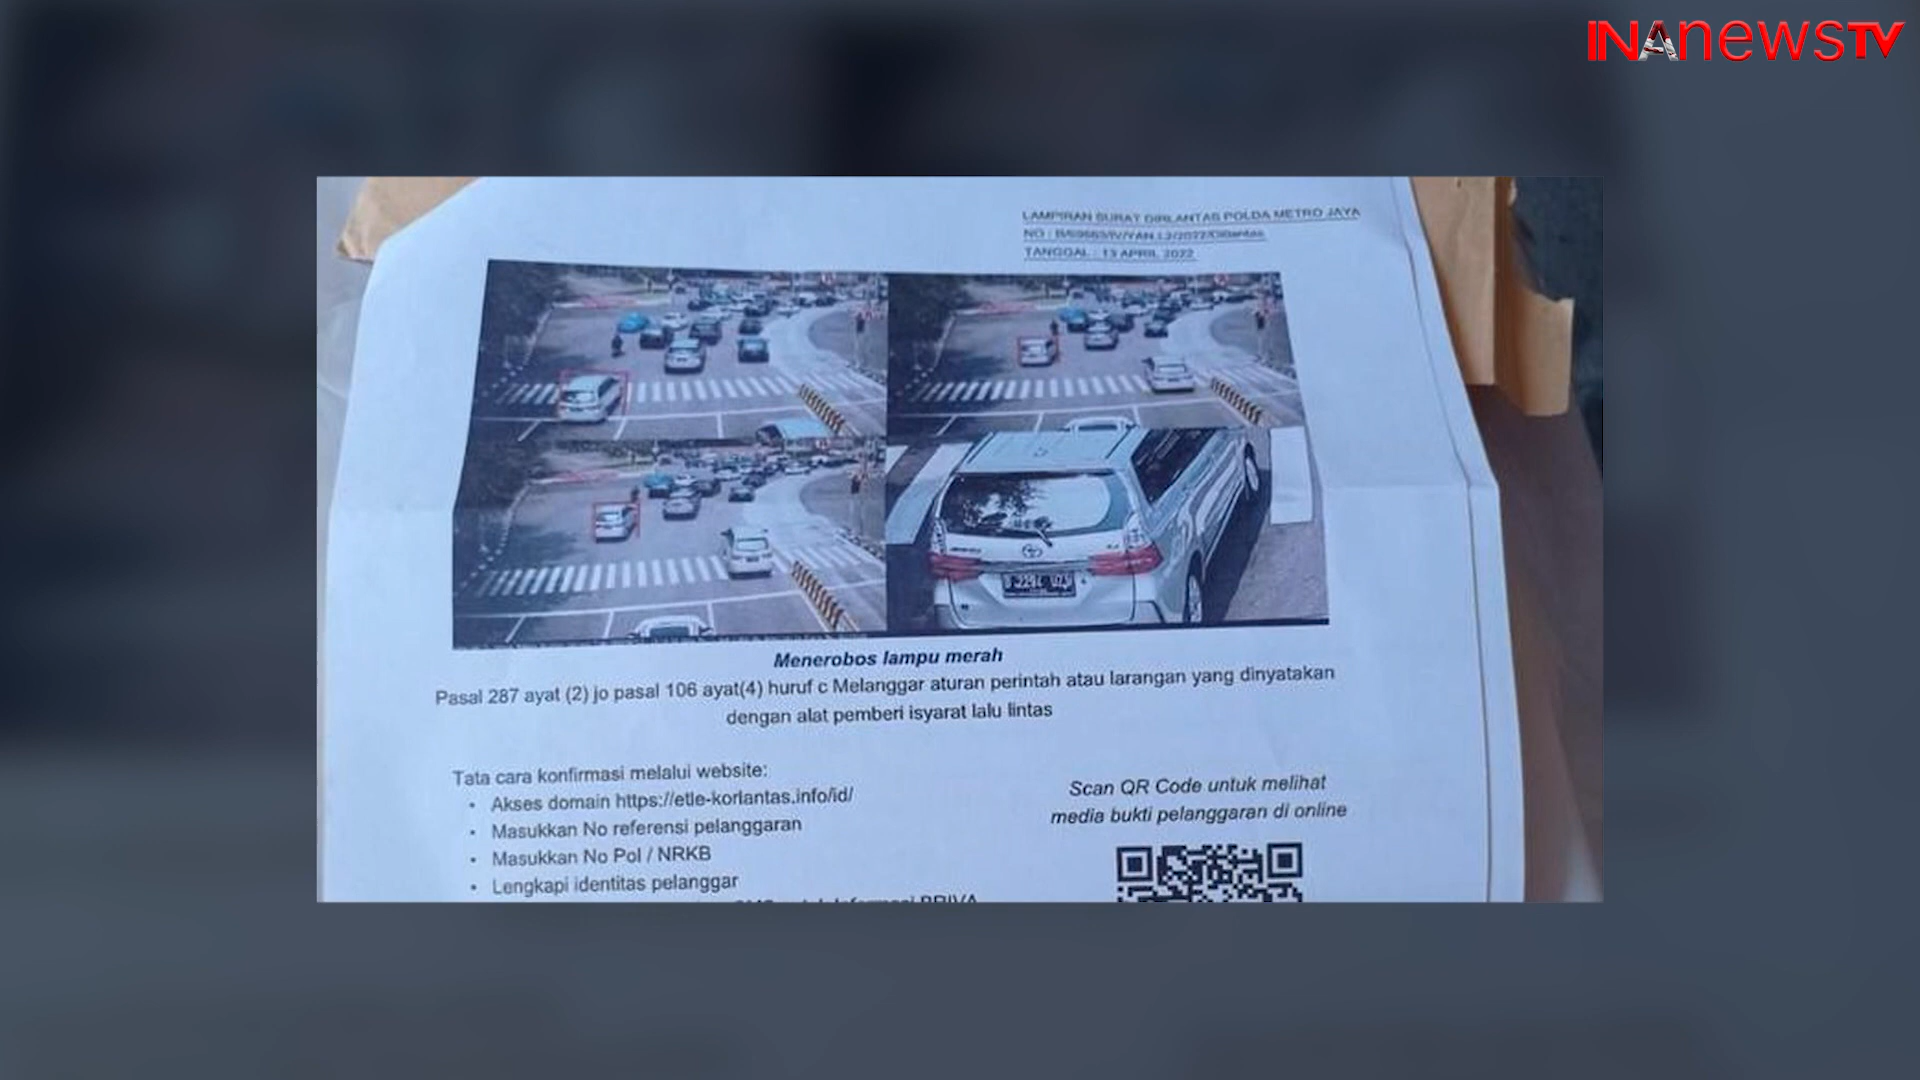 INAnewsTV
LAMPIRAN SURAT DIRLANTAS POLDA METRO JAYA
NO :
TANGGAL : 13 APRIL 2022
Menerobos lampu merah
Pasal 287 ayat (2) jo pasal 106 ayat(4) huruf c Melanggar aturan perintah atau larangan yang dinyatakan
dengan alat pemberi isyarat lalu lintas
Tata cara konfirmasi melalui website:
• Akses domain https://etle-korlantas.info/id/
• Masukkan No referensi pelanggaran
• Masukkan No Pol / NRKB
• Lengkapi identitas pelanggar
Scan QR Code untuk melihat
media bukti pelanggaran di online
BRIVA